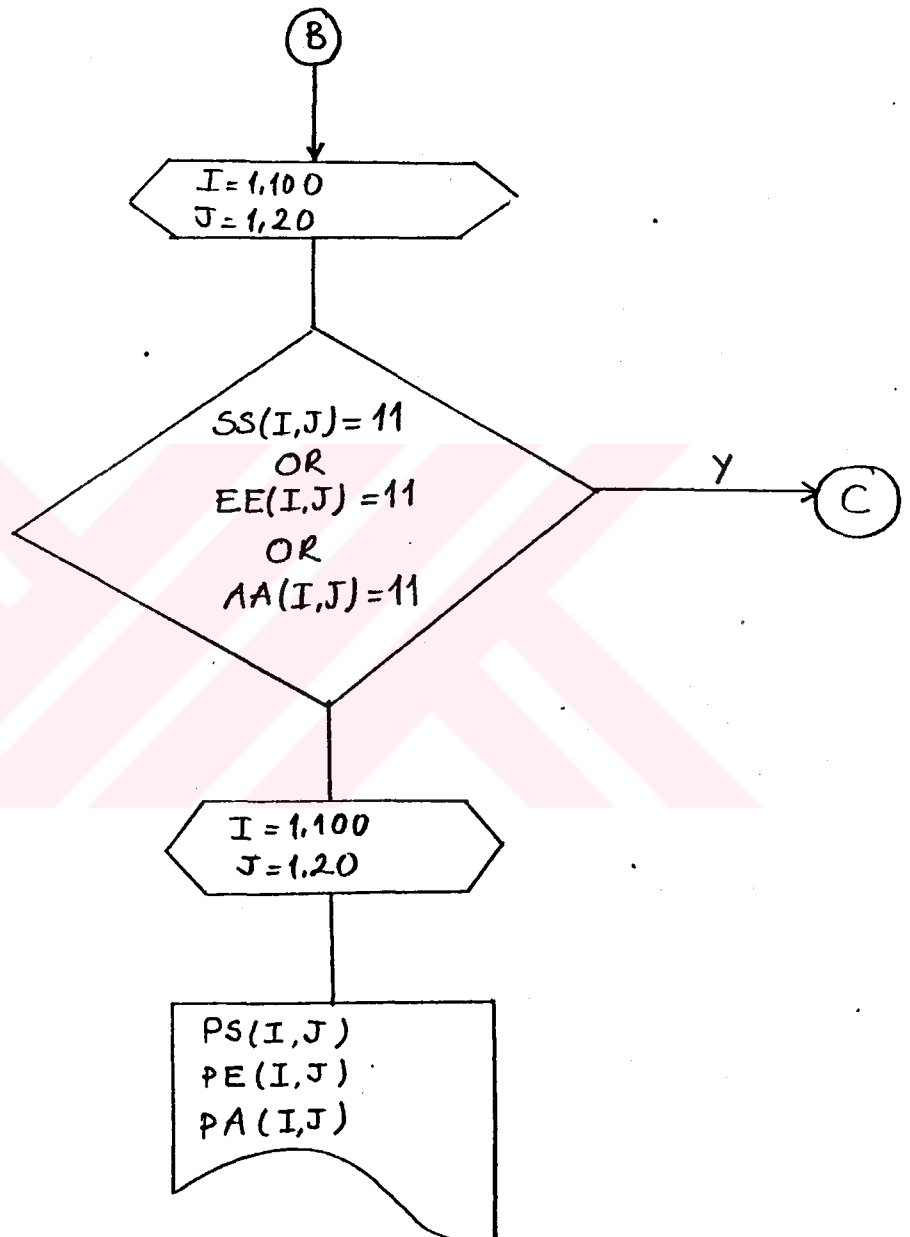 B
I = 1,100
J = 1,20
SS(I,J) = 11
OR
EE(I,J) = 11
OR
AA(I,J) = 11
Y
C
I = 1,100
J = 1,20
PS(I,J)
PE(I,J)
PA(I,J)